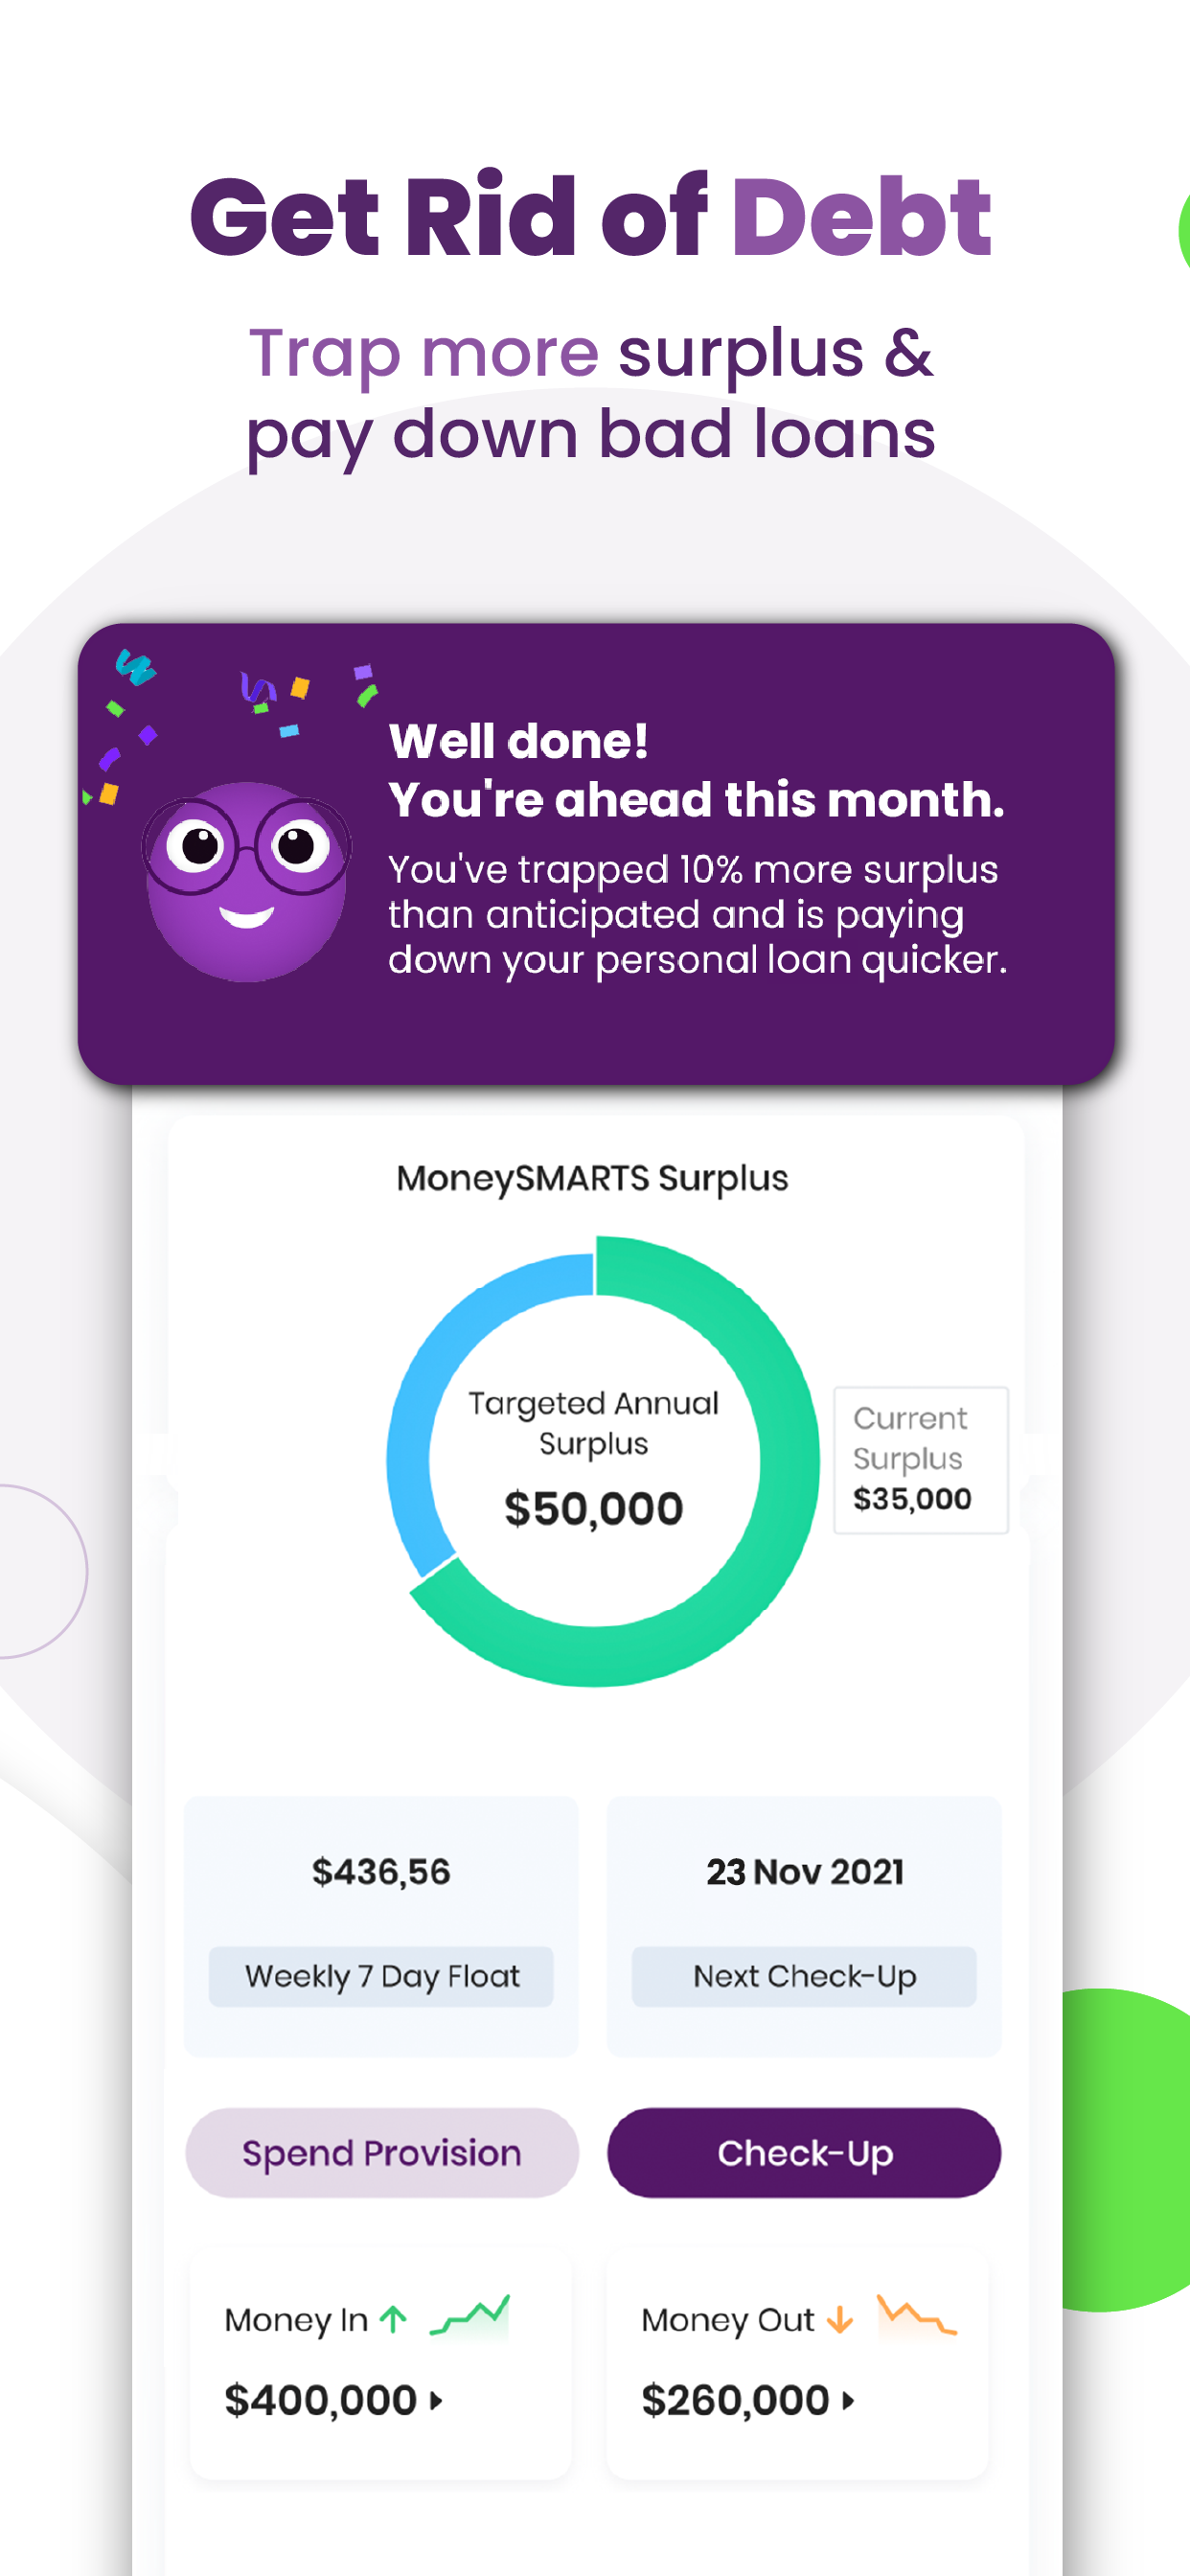 Get Rid of Debt
Trap more surplus &
pay down bad loans
Well done!
You're ahead this month.
You've trapped 10% more surplus
than anticipated and is paying
down your personal loan quicker.
MoneySMARTS Surplus
Targeted Annual
Surplus
$50,000
Current
Surplus
$35,000
$436,56
Weekly 7 Day Float
23 Nov 2021
Next Check-Up
Spend Provision
Check-Up
Money In
$400,000
Money Out
$260,000